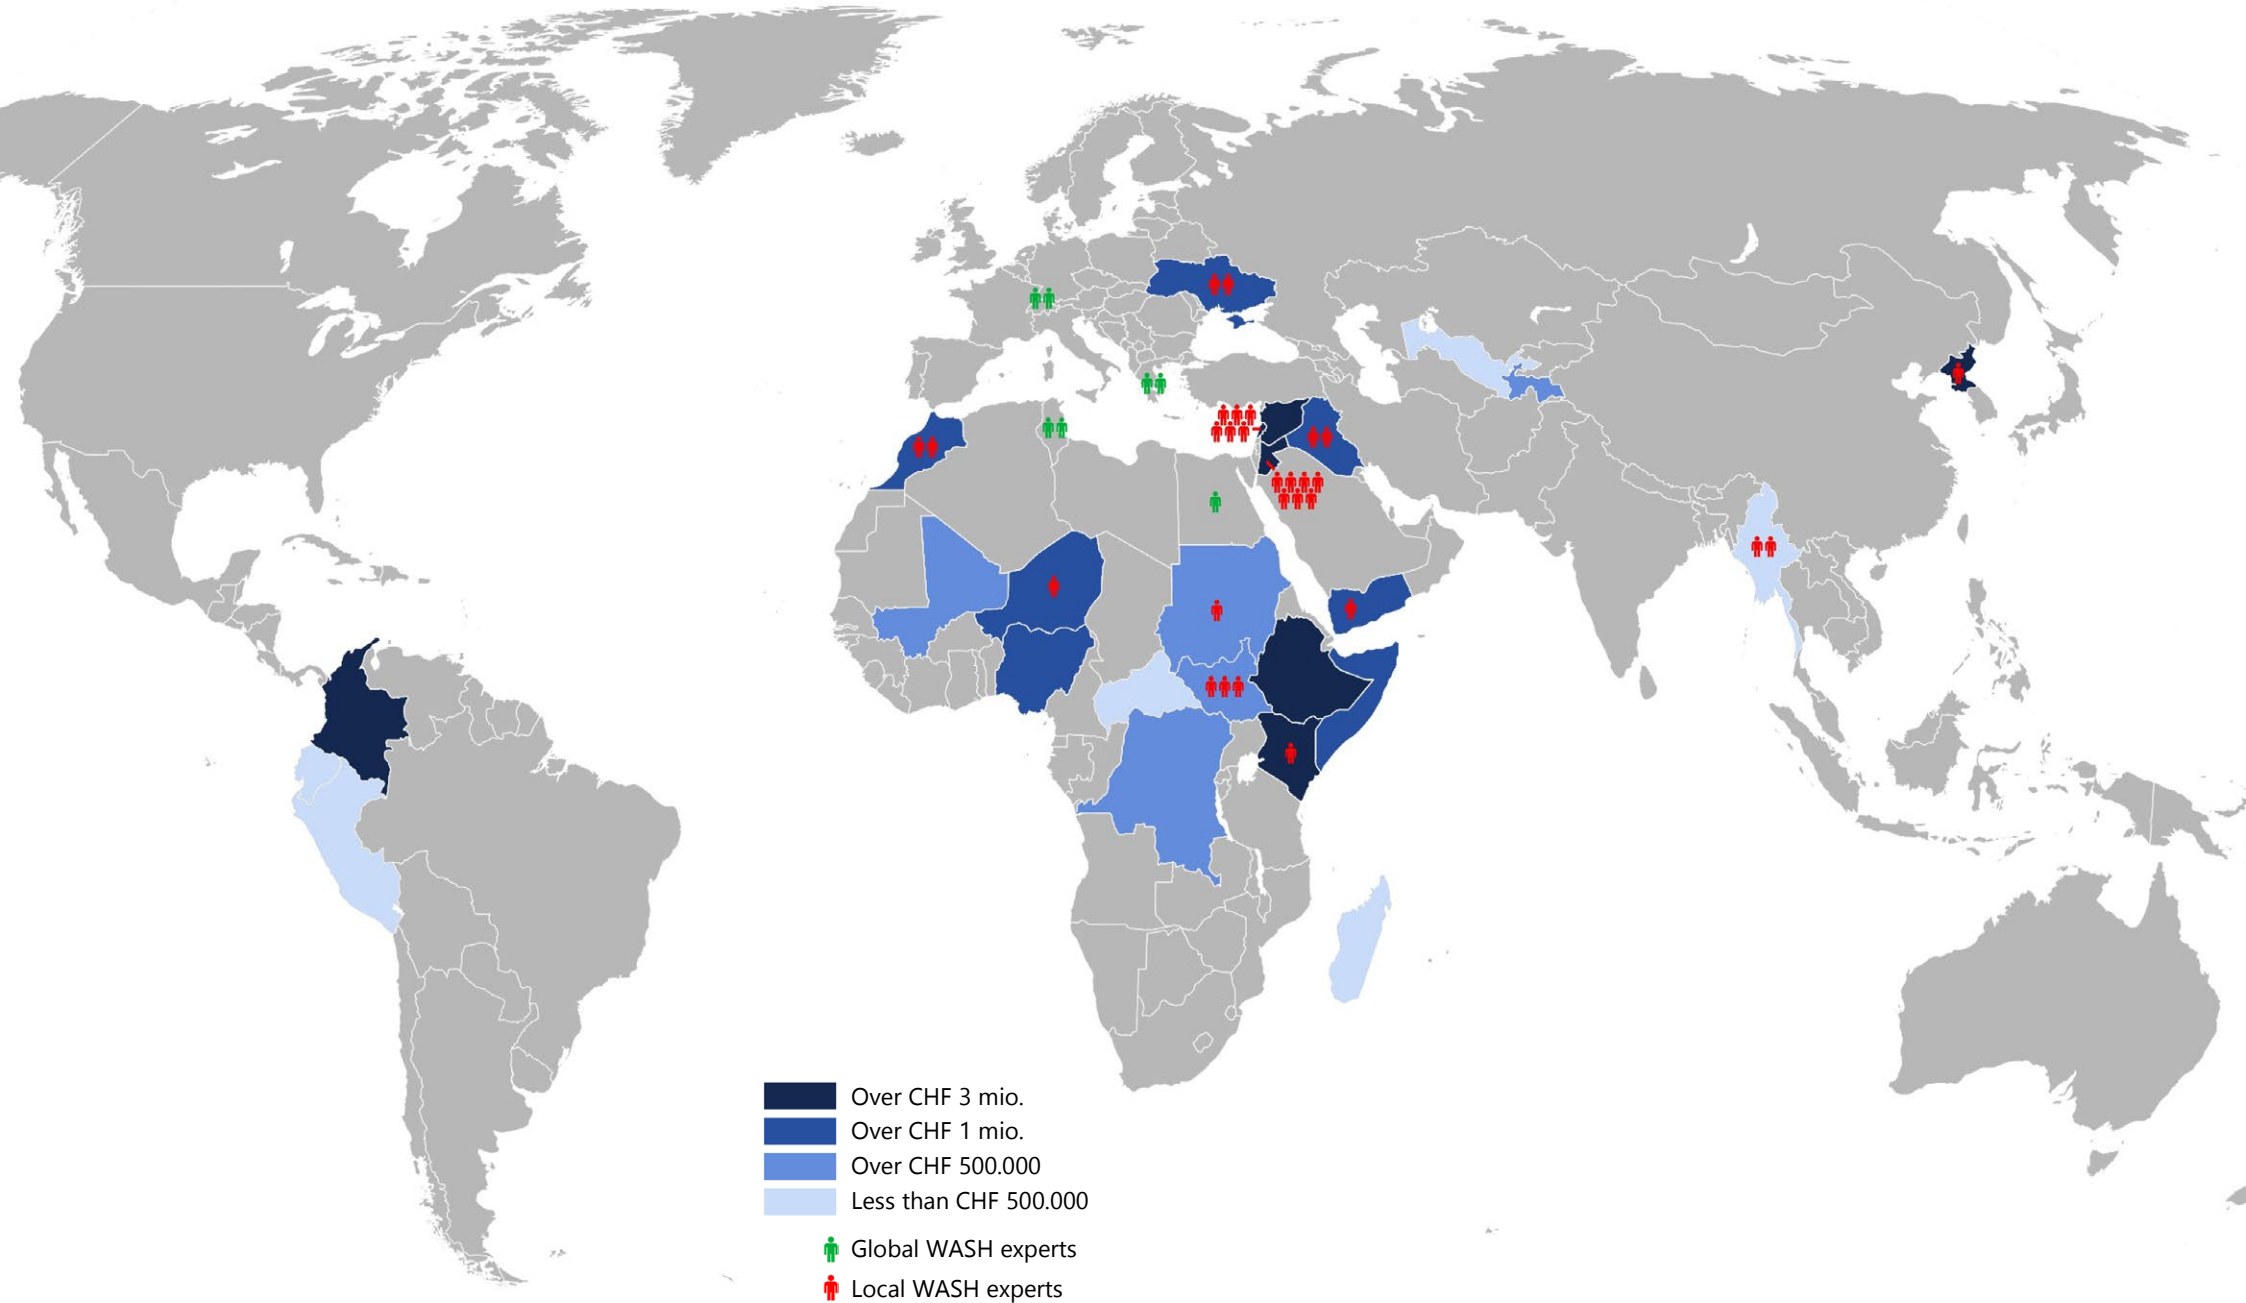 Over CHF 3 mio.
Over CHF 1 mio.
Over CHF 500.000
Less than CHF 500.000
Global WASH experts
Local WASH experts